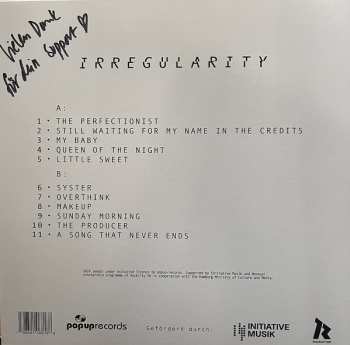 Vielen Dank
für dein Support ♡
IRREGULARITY
A:
1 • THE PERFECTIONIST
2 • STILL WAITING FOR MY NAME IN THE CREDITS
3 • MY BABY
4 • QUEEN OF THE NIGHT
5 • LITTLE SWEET
B:
6 • SYSTER
7 • OVERTHINK
8 • MAKEUP
9 • SUNDAY MORNING
10 • THE PRODUCER
11 • A SONG THAT NEVER ENDS
popuprecords
Gefördert durch:
INITIATIVE
MUSIK